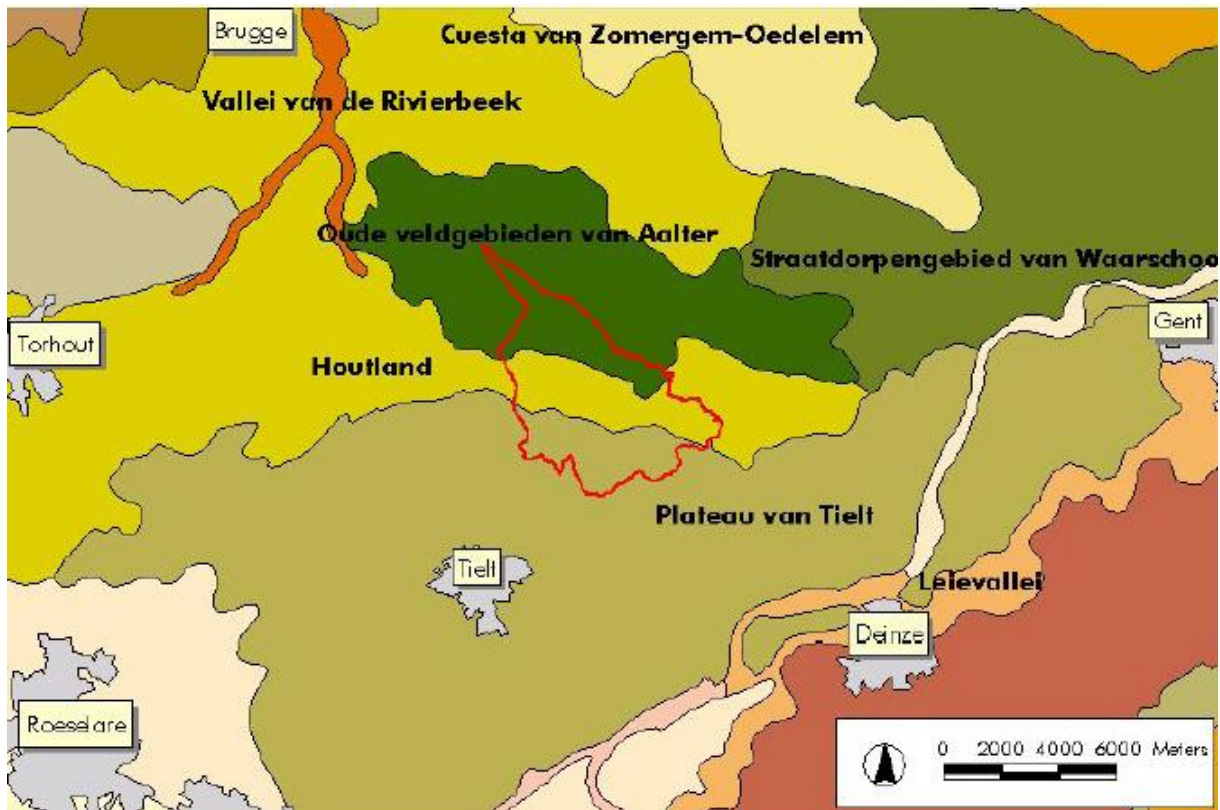 Brugge
Cuesta van Zomergem-Oedelem
Vallei van de Rivierbeek
Oude veldgebieden van Aalter
Straatdorpengebied van Waarschoo
Gent
Torhout
Houtland
Plateau van Tielt
Tielt
Leievallei
Deinze
Roeselare
0 2000 4000 6000 Meters